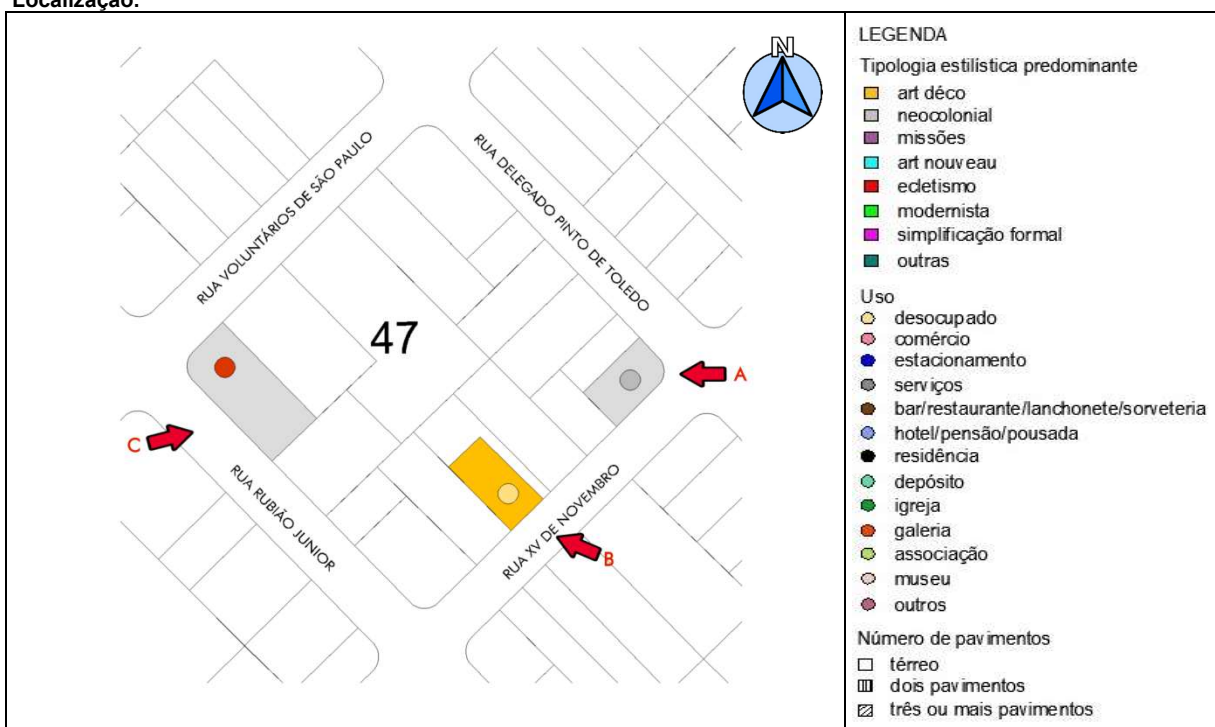 Localização:
N
RUA VOLUNTÁRIOS DE SÃO PAULO
RUA DELEGADO PINTO DE TOLEDO
47
A
C
RUA RUBIÃO JUNIOR
RUA XV DE NOVEMBRO
B
LEGENDA
Tipologia estilística predominante
art déco
neocolonial
missões
art nouveau
ecletismo
modernista
simplificação formal
outras
Uso
desocupado
comércio
estacionamento
serviços
bar/restaurante/lanchonete/sorveteria
hotel/pensão/pousada
residência
depósito
igreja
galeria
associação
museu
outros
Número de pavimentos
térreo
dois pavimentos
três ou mais pavimentos